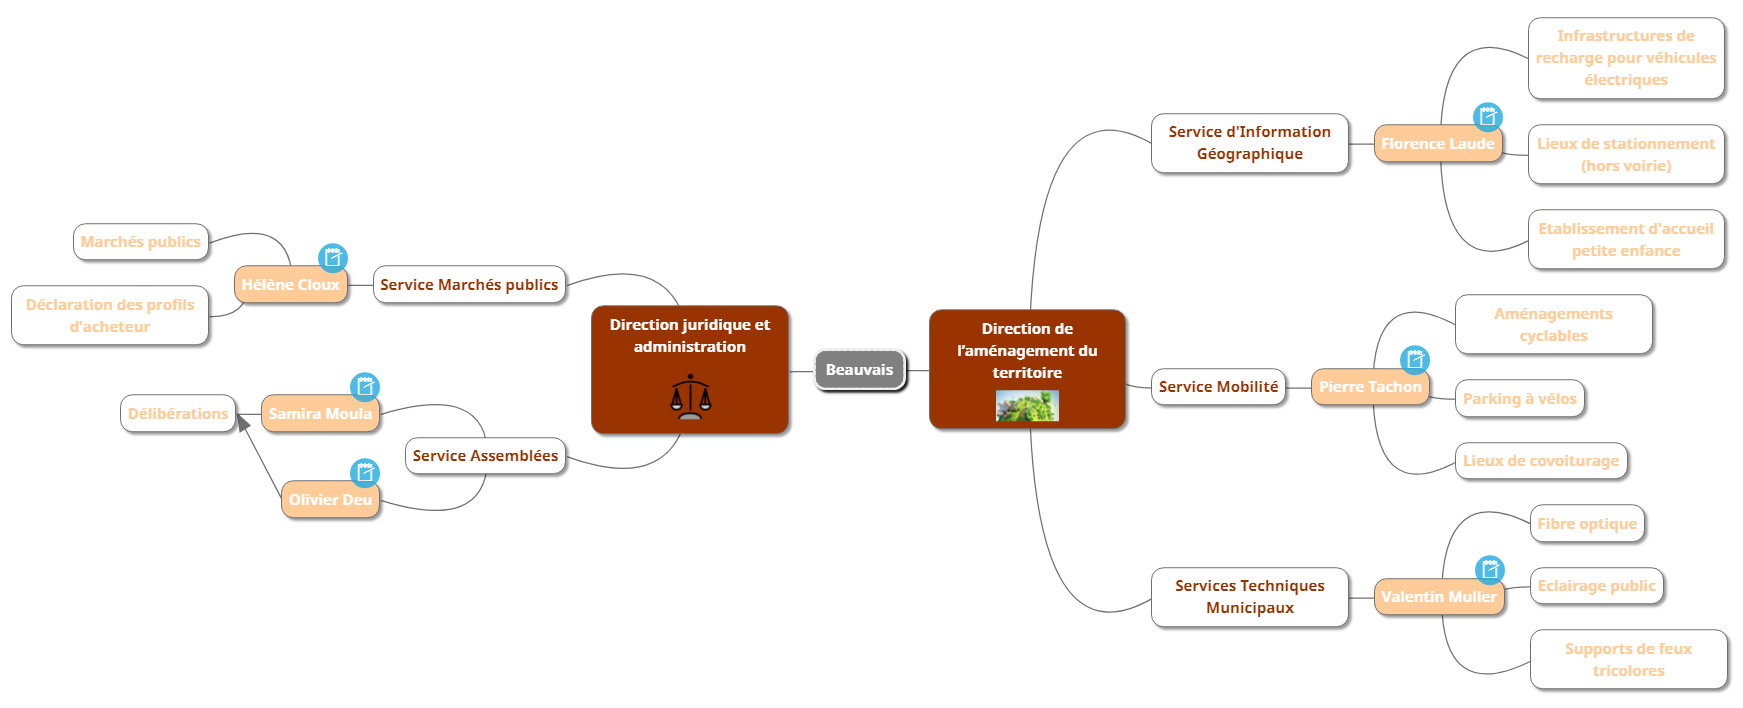 Marchés publics
Déclaration des profils
d'acheteur
Hélène Cloux
Service Marchés publics
Délibérations
Samira Moula
Olivier Deu
Service Assemblées
Direction juridique et
administration
Beauvais
Direction de
l’aménagement du
territoire
Service d'Information
Géographique
Florence Laude
Infrastructures de
recharge pour véhicules
électriques
Lieux de stationnement
(hors voirie)
Etablissement d'accueil
petite enfance
Service Mobilité
Pierre Tachon
Aménagements
cyclables
Parking à vélos
Lieux de covoiturage
Services Techniques
Municipaux
Valentin Muller
Fibre optique
Eclairage public
Supports de feux
tricolores